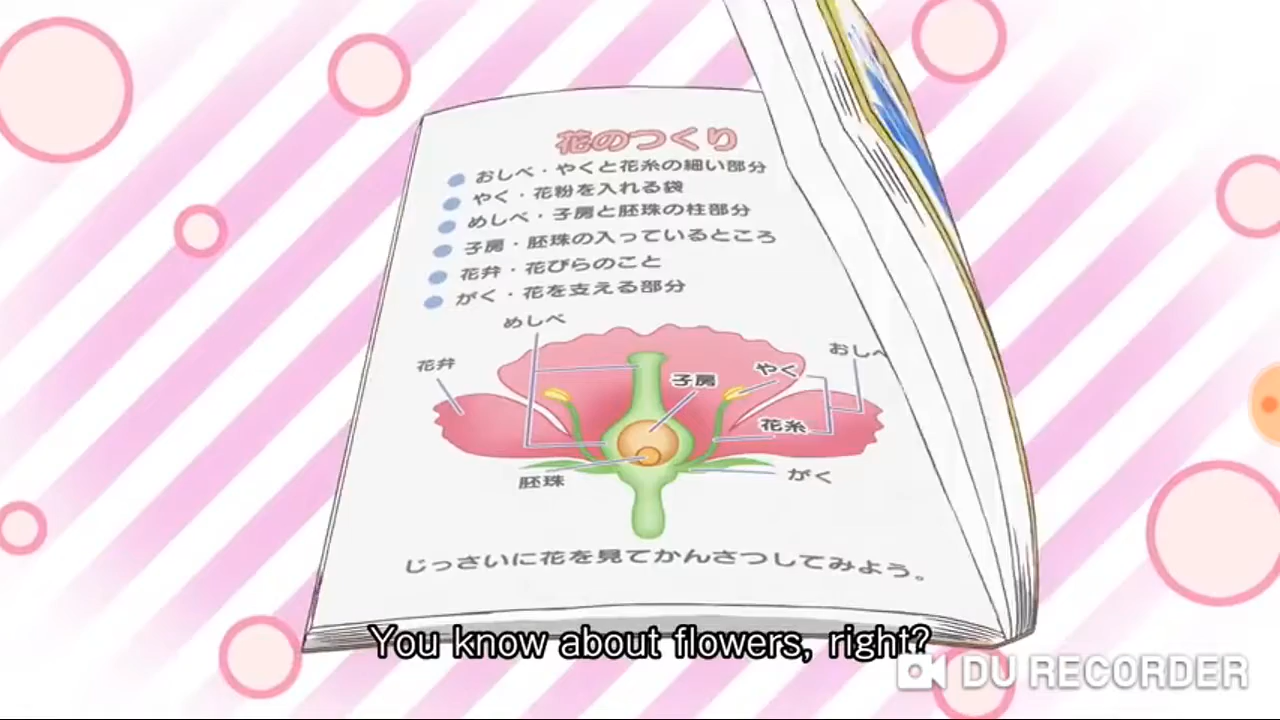 花のつくり
おしべ・やくと花糸の細い部分
やく・花粉を入れる袋
めしべ・子房と胚珠の柱部分
子房・胚珠の入っているところ
花弁・花びらのこと
がく・花を支える部分
めしべ
花弁
子房
やく
おしべ
花糸
胚珠
がく
じっさいに花を見てかんさつしてみよう。
You know about flowers, right?
DU RECORDER